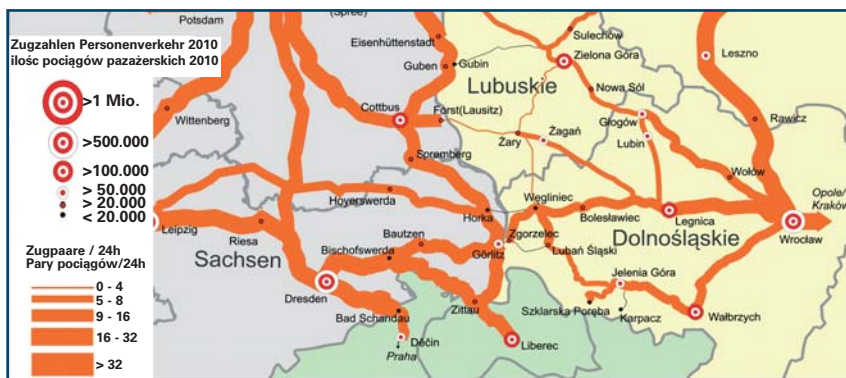 Potsdam
(Spree)
Zugzahlen Personenverkehr 2010
ilośc pociągów pazażerskich 2010
>1 Mio.
>500.000
>100.000
> 50.000
> 20.000
< 20.000
Zugpaare / 24h
Pary pociągów/24h
0 - 4
5 - 8
9 - 16
16 - 32
> 32
Eisenhüttenstadt
Guben
Gubin
Sulechów
Zielona Góra
Leszno
Lubuskie
Nowa Sól
Wittenberg
Cottbus
Forst(Lausitz)
Głogów
Rawicz
Żary
Żagań
Lubin
Spremberg
Wołów
Hoyerswerda
Horka
Węgliniec
Bolesławiec
Legnica
Opole/
Kraków
Leipzig
Riesa
Bautzen
Bischofswerda
Görlitz
Zgorzelec
Lubań Śląski
Dolnośląskie
Wrocław
Sachsen
Dresden
Jelenia Góra
Bad Schandau
Zittau
Szklarska Poręba
Karpacz
Wałbrzych
Děčín
Praha
Liberec